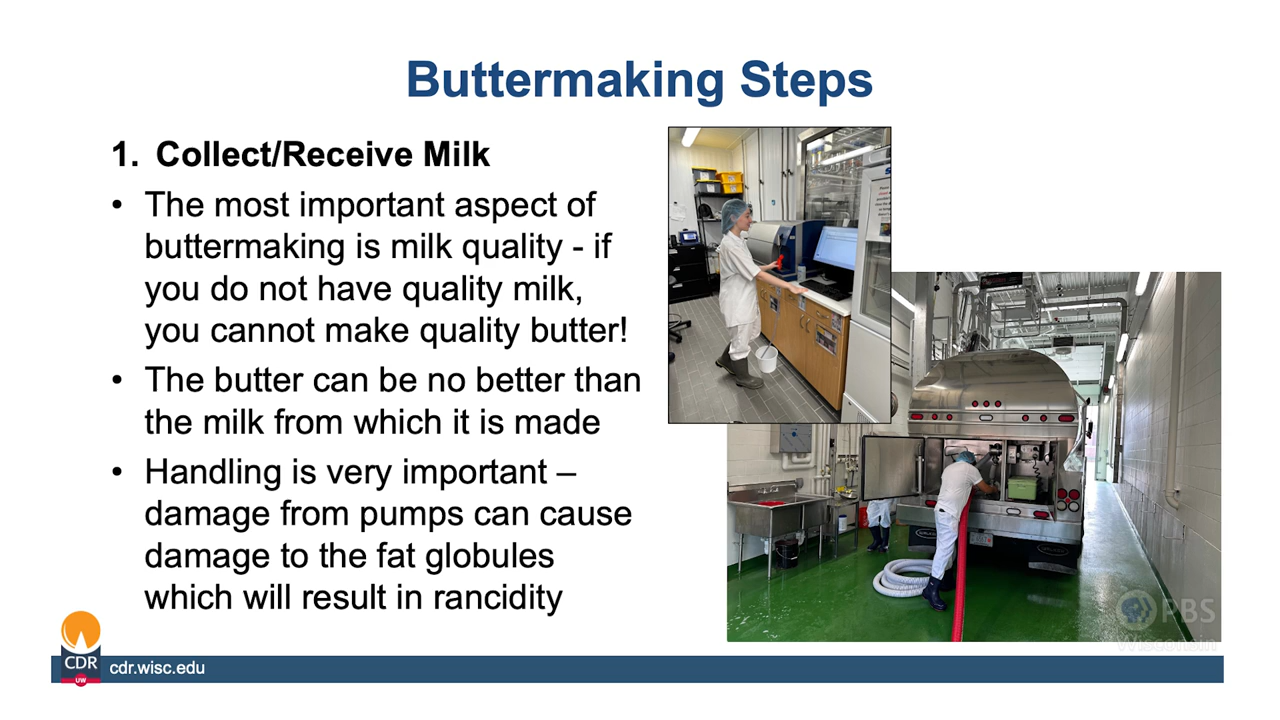 Buttermaking Steps
1. Collect/Receive Milk
• The most important aspect of
buttermaking is milk quality - if
you do not have quality milk,
you cannot make quality butter!
• The butter can be no better than
the milk from which it is made
• Handling is very important –
damage from pumps can cause
damage to the fat globules
which will result in rancidity
PBS
Wisconsin
CDR
UW
cdr.wisc.edu